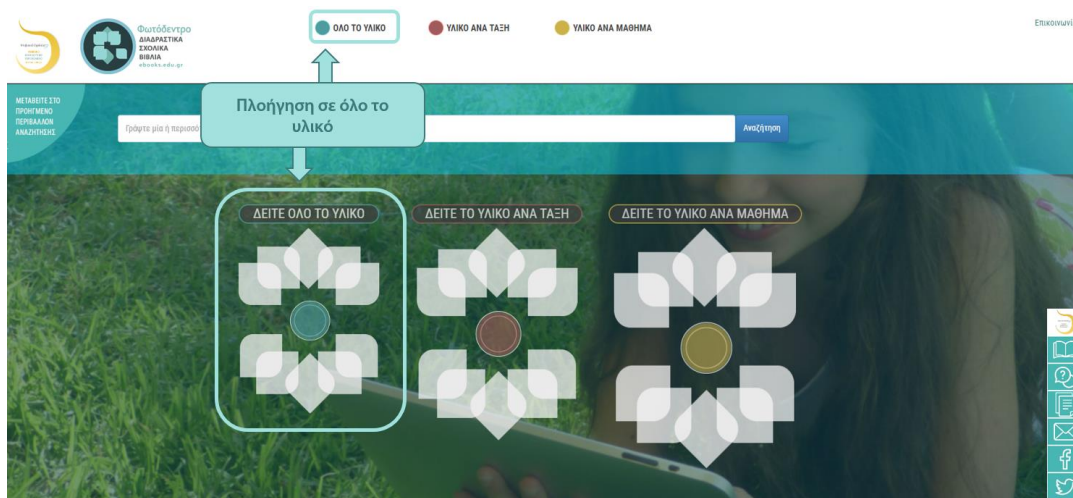 Φωτόδεντρο
ΔΙΑΔΡΑΣΤΙΚΑ
ΣΧΟΛΙΚΑ
ΒΙΒΛΙΑ
ebooks.edu.gr
ΟΛΟ ΤΟ ΥΛΙΚΟ
ΥΛΙΚΟ ΑΝΑ ΤΑΞΗ
ΥΛΙΚΟ ΑΝΑ ΜΑΘΗΜΑ
Επικοινωνί
ΜΕΤΑΒΕΙΤΕ ΣΤΟ
ΠΡΟΗΓΜΕΝΟ
ΠΕΡΙΒΑΛΛΟΝ
ΑΝΑΖΗΤΗΣΗΣ
Πλοήγηση σε όλο το
υλικό
Γράψτε μία ή περισσό
Αναζήτηση
ΔΕΙΤΕ ΟΛΟ ΤΟ ΥΛΙΚΟ
ΔΕΙΤΕ ΤΟ ΥΛΙΚΟ ΑΝΑ ΤΑΞΗ
ΔΕΙΤΕ ΤΟ ΥΛΙΚΟ ΑΝΑ ΜΑΘΗΜΑ